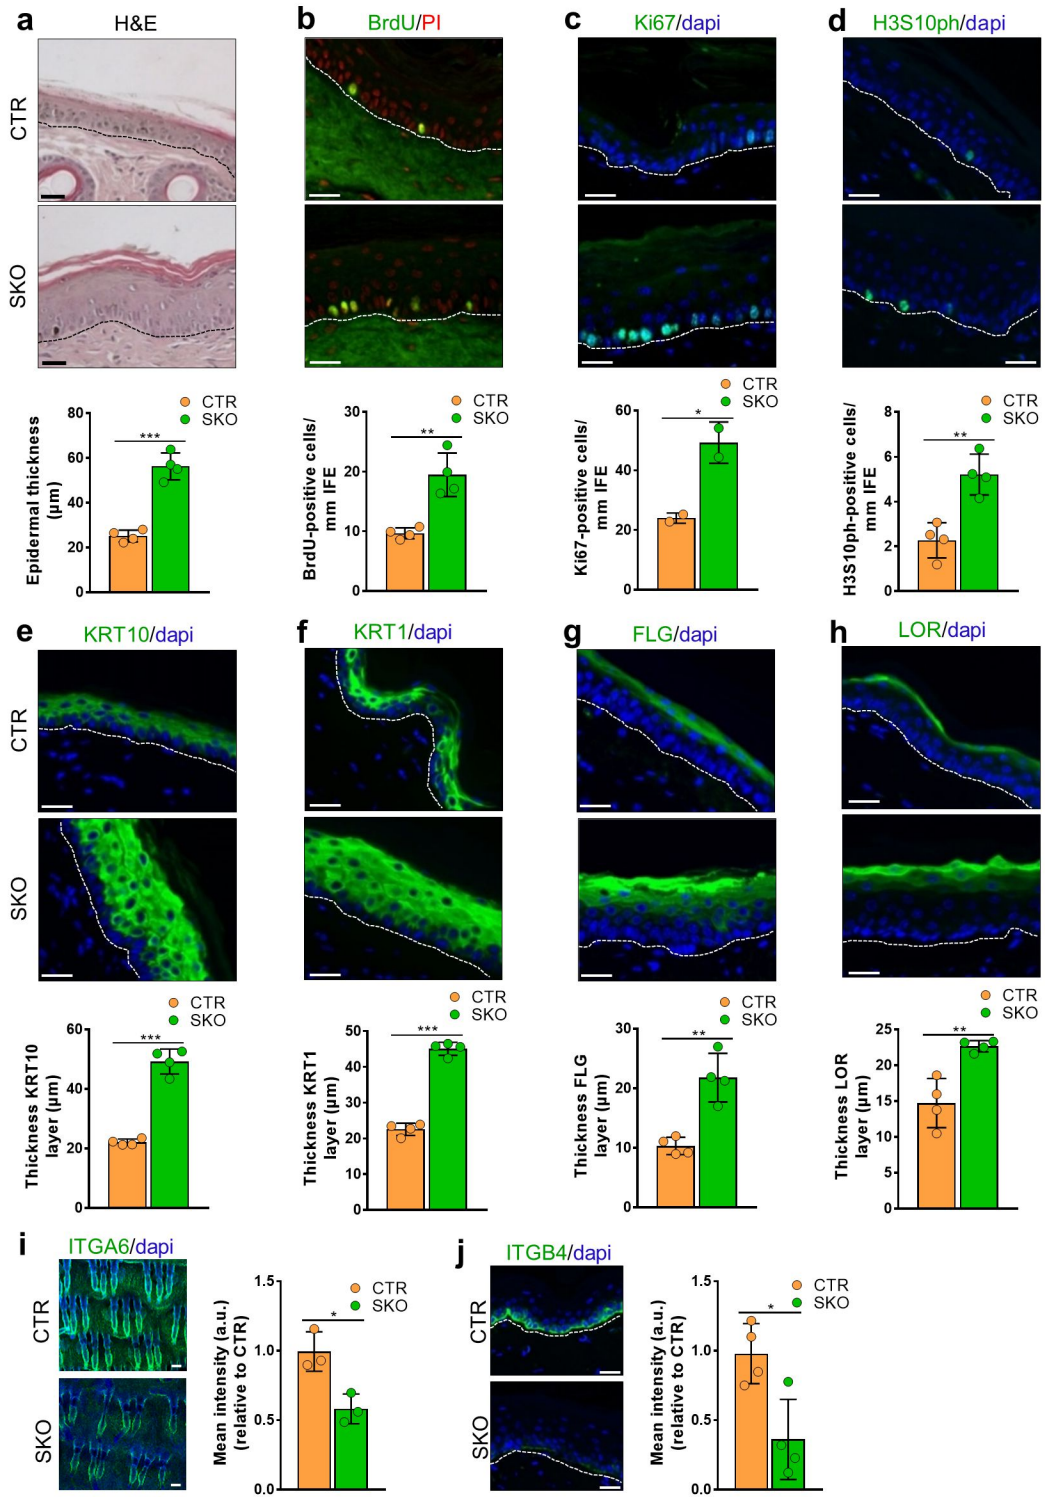 a
H&E
b
BrdU/PI
c
Ki67/dapi
d
H3S10ph/dapi
CTR
SKO
CTR
SKO
Epidermal thickness
(µm)
80
60
40
20
0
***
CTR
SKO
BrdU-positive cells/
mm IFE
30
20
10
0
**
CTR
SKO
Ki67-positive cells/
mm IFE
60
40
20
0
*
CTR
SKO
H3S10ph-positive cells/
mm IFE
8
6
4
2
0
**
e
KRT10/dapi
f
KRT1/dapi
g
FLG/dapi
h
LOR/dapi
CTR
SKO
CTR
SKO
Thickness KRT10
layer (µm)
60
40
20
0
***
CTR
SKO
Thickness KRT1
layer (µm)
50
40
30
20
10
0
***
CTR
SKO
Thickness FLG
layer (µm)
30
20
10
0
**
CTR
SKO
Thickness LOR
layer (µm)
25
20
15
10
5
0
**
i
ITGA6/dapi
CTR
SKO
CTR
SKO
Mean intensity (a.u.)
(relative to CTR)
1.5
1.0
0.5
0.0
*
j
ITGB4/dapi
CTR
SKO
CTR
SKO
Mean intensity (a.u.)
(relative to CTR)
1.5
1.0
0.5
0.0
*